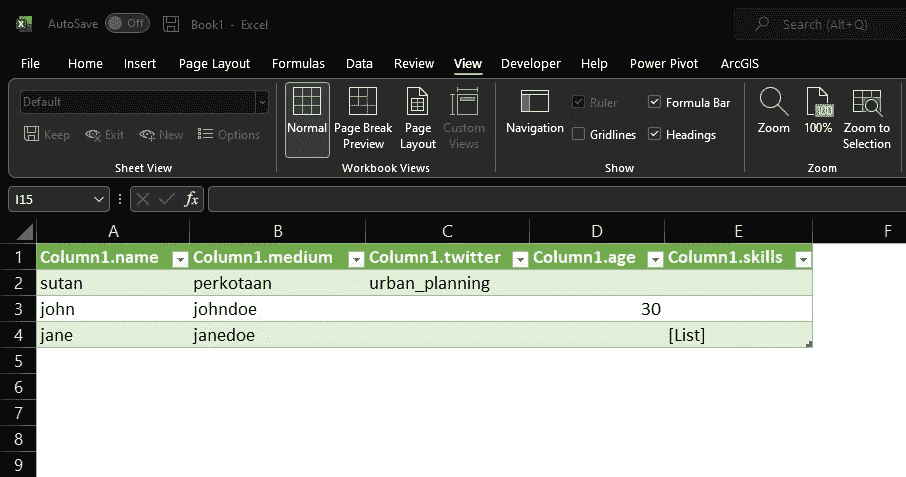 AutoSave Off Book1 - Excel Search (Alt+Q)
File Home Insert Page Layout Formulas Data Review View Developer Help Power Pivot ArcGIS
Default
Keep Exit New Options
Sheet View
Normal Page Break Preview Page Layout Custom Views
Workbook Views
Navigation Ruler Formula Bar
Gridlines Headings
Show
Zoom 100 100% Zoom to Selection
Zoom
I15 fx
A B C D E F
1 Column1.name Column1.medium Column1.twitter Column1.age Column1.skills
2 sutan perkotaan urban_planning
3 john johndoe 30
4 jane janedoe [List]
5
6
7
8
9